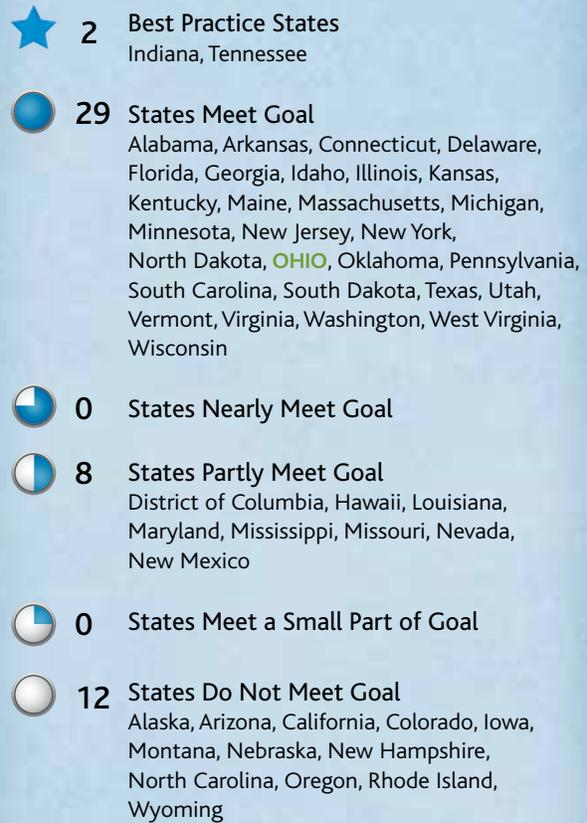 2 Best Practice States
Indiana, Tennessee
29 States Meet Goal
Alabama, Arkansas, Connecticut, Delaware,
Florida, Georgia, Idaho, Illinois, Kansas,
Kentucky, Maine, Massachusetts, Michigan,
Minnesota, New Jersey, New York,
North Dakota, OHIO, Oklahoma, Pennsylvania,
South Carolina, South Dakota, Texas, Utah,
Vermont, Virginia, Washington, West Virginia,
Wisconsin
0 States Nearly Meet Goal
8 States Partly Meet Goal
District of Columbia, Hawaii, Louisiana,
Maryland, Mississippi, Missouri, Nevada,
New Mexico
0 States Meet a Small Part of Goal
12 States Do Not Meet Goal
Alaska, Arizona, California, Colorado, Iowa,
Montana, Nebraska, New Hampshire,
North Carolina, Oregon, Rhode Island,
Wyoming